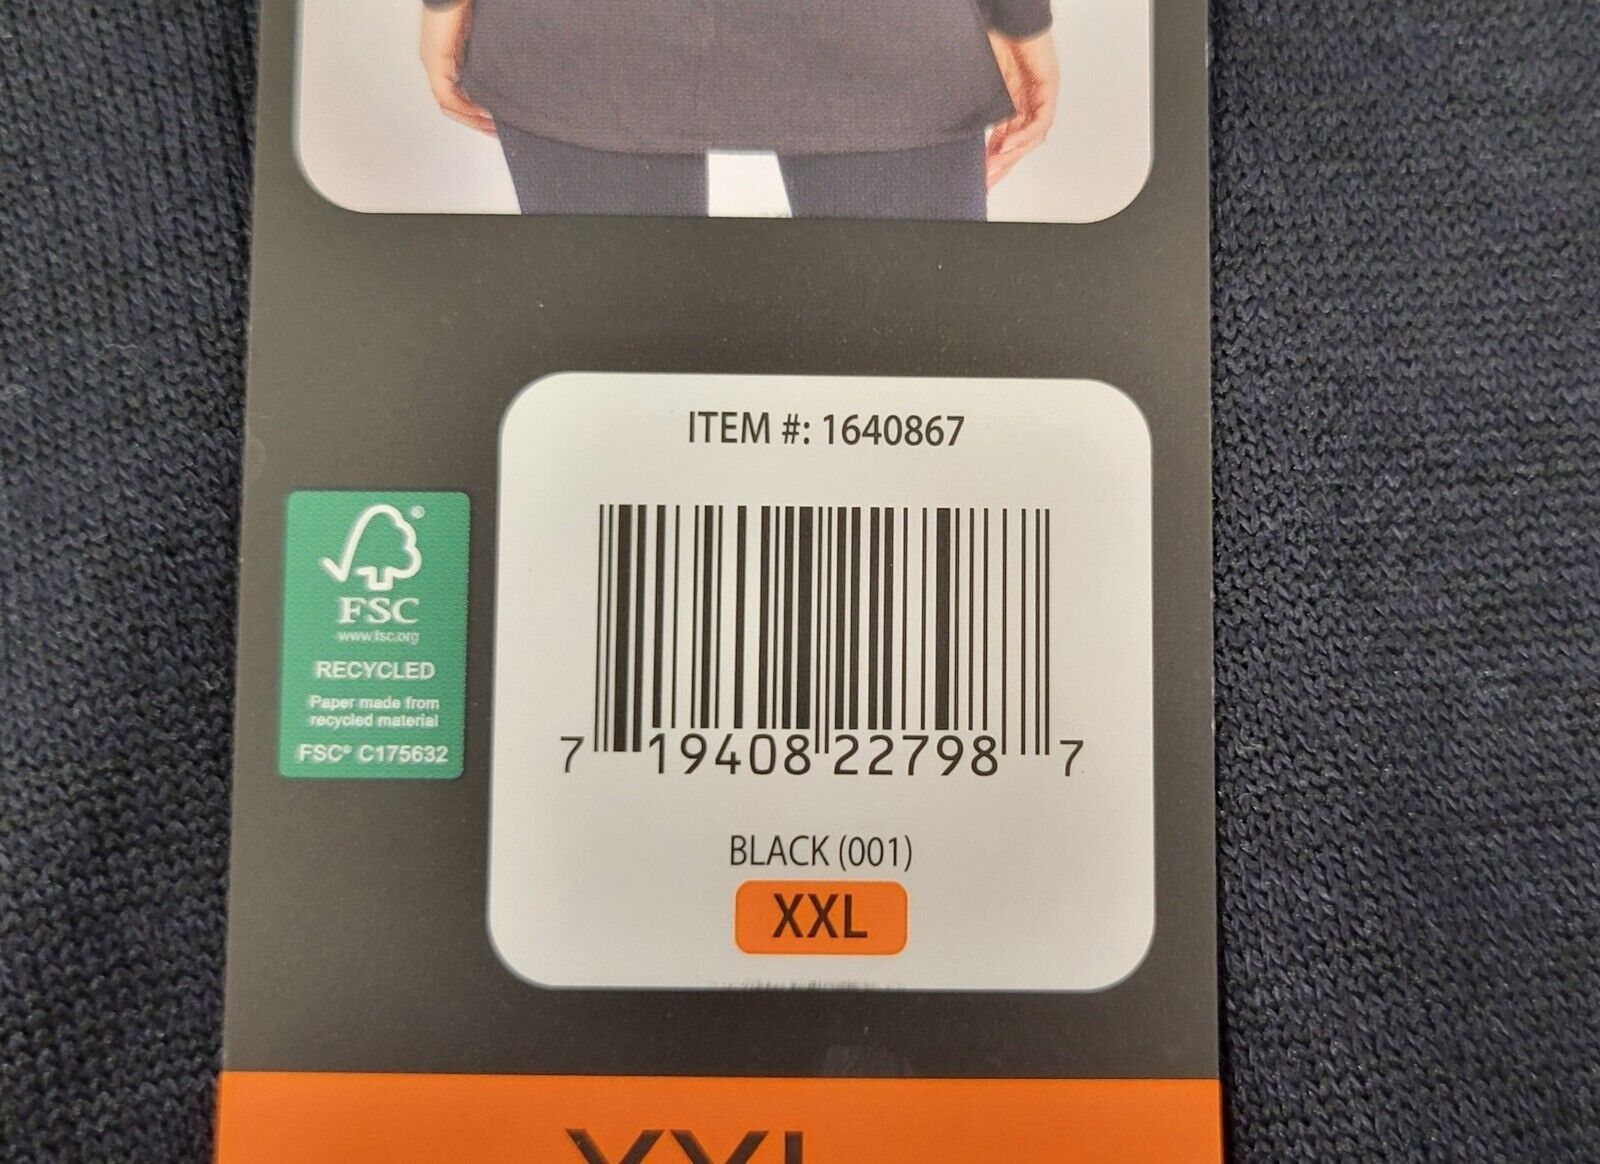 ITEM #: 1640867
FSC®
www.fsc.org
RECYCLED
Paper made from
recycled material
FSC® C175632
7 19408 22798 7
BLACK (001)
XXL
XXL